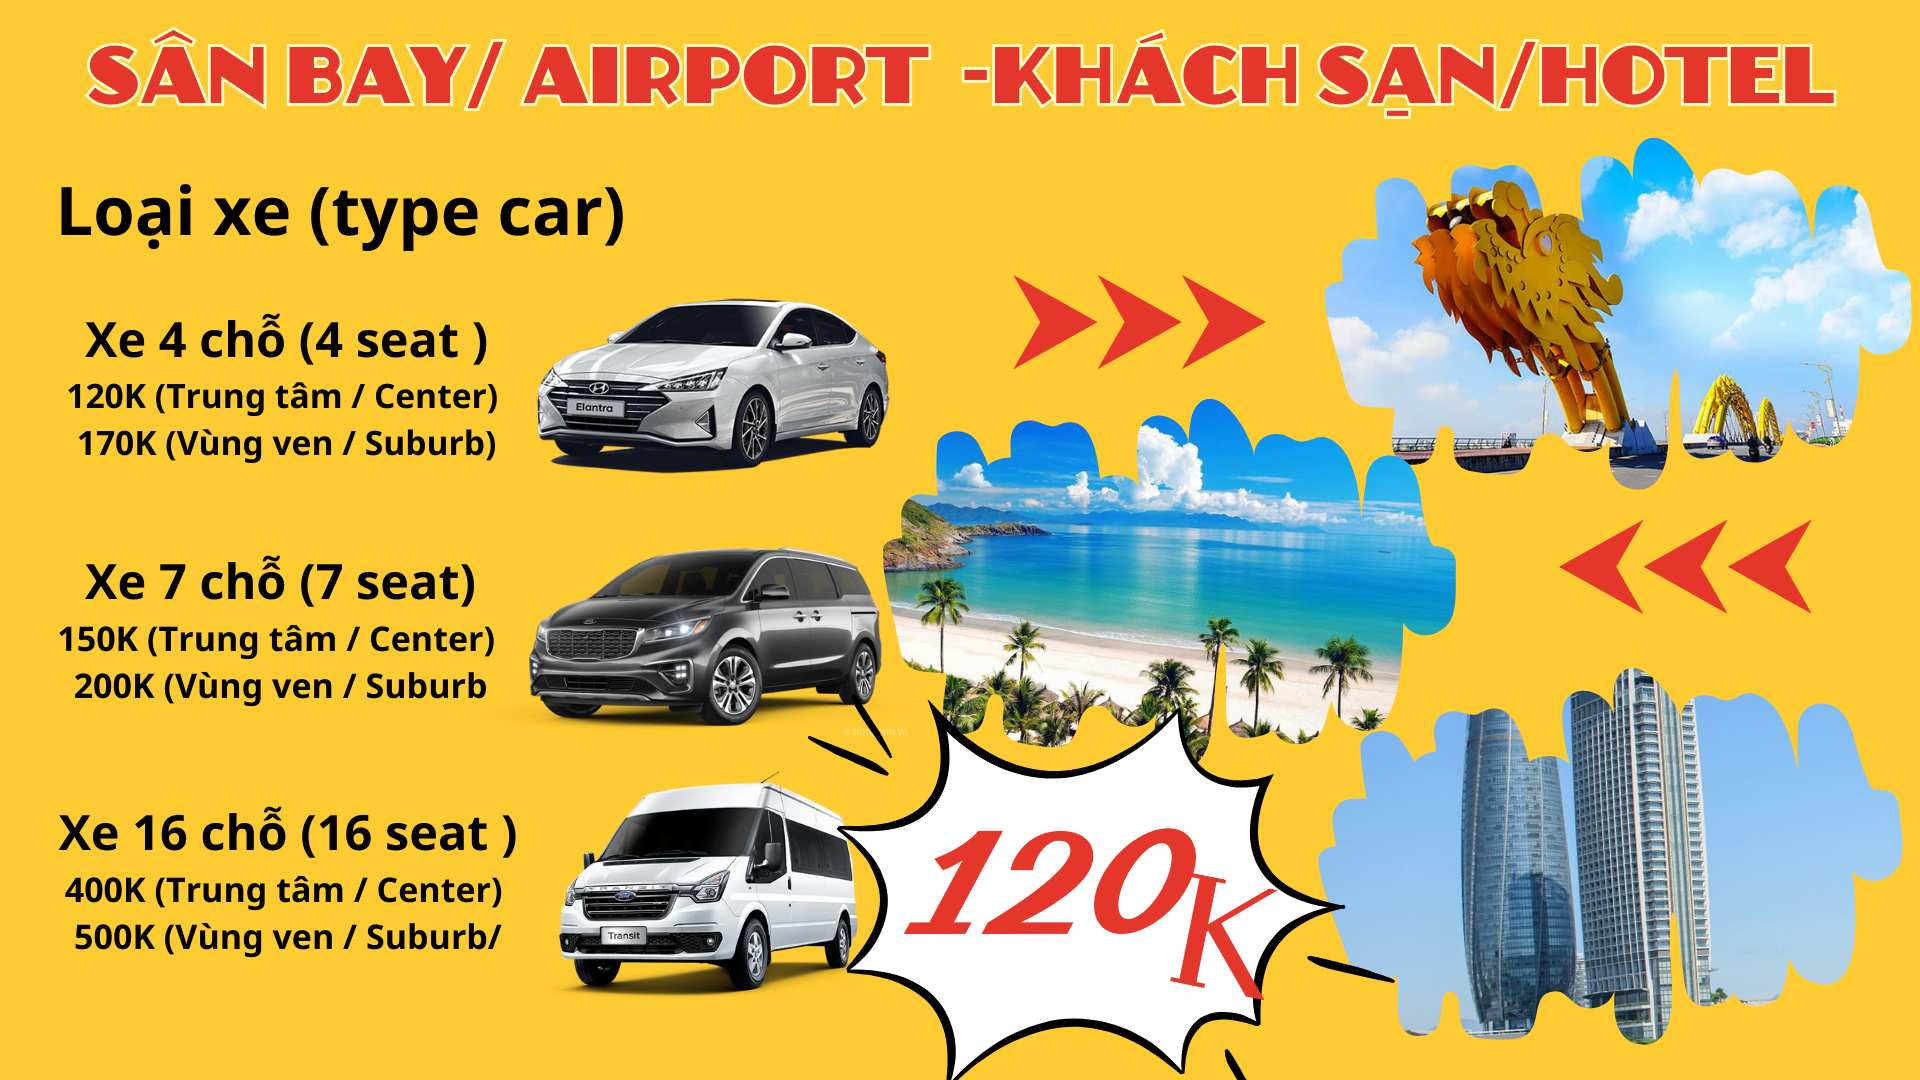 SÂN BAY/ AIRPORT -KHÁCH SẠN/HOTEL
Loại xe (type car)
Xe 4 chỗ (4 seat )
120K (Trung tâm / Center)
170K (Vùng ven / Suburb)
Elantra
Xe 7 chỗ (7 seat)
150K (Trung tâm / Center)
200K (Vùng ven / Suburb
Xe 16 chỗ (16 seat )
400K (Trung tâm / Center)
500K (Vùng ven / Suburb/
Transit
120K